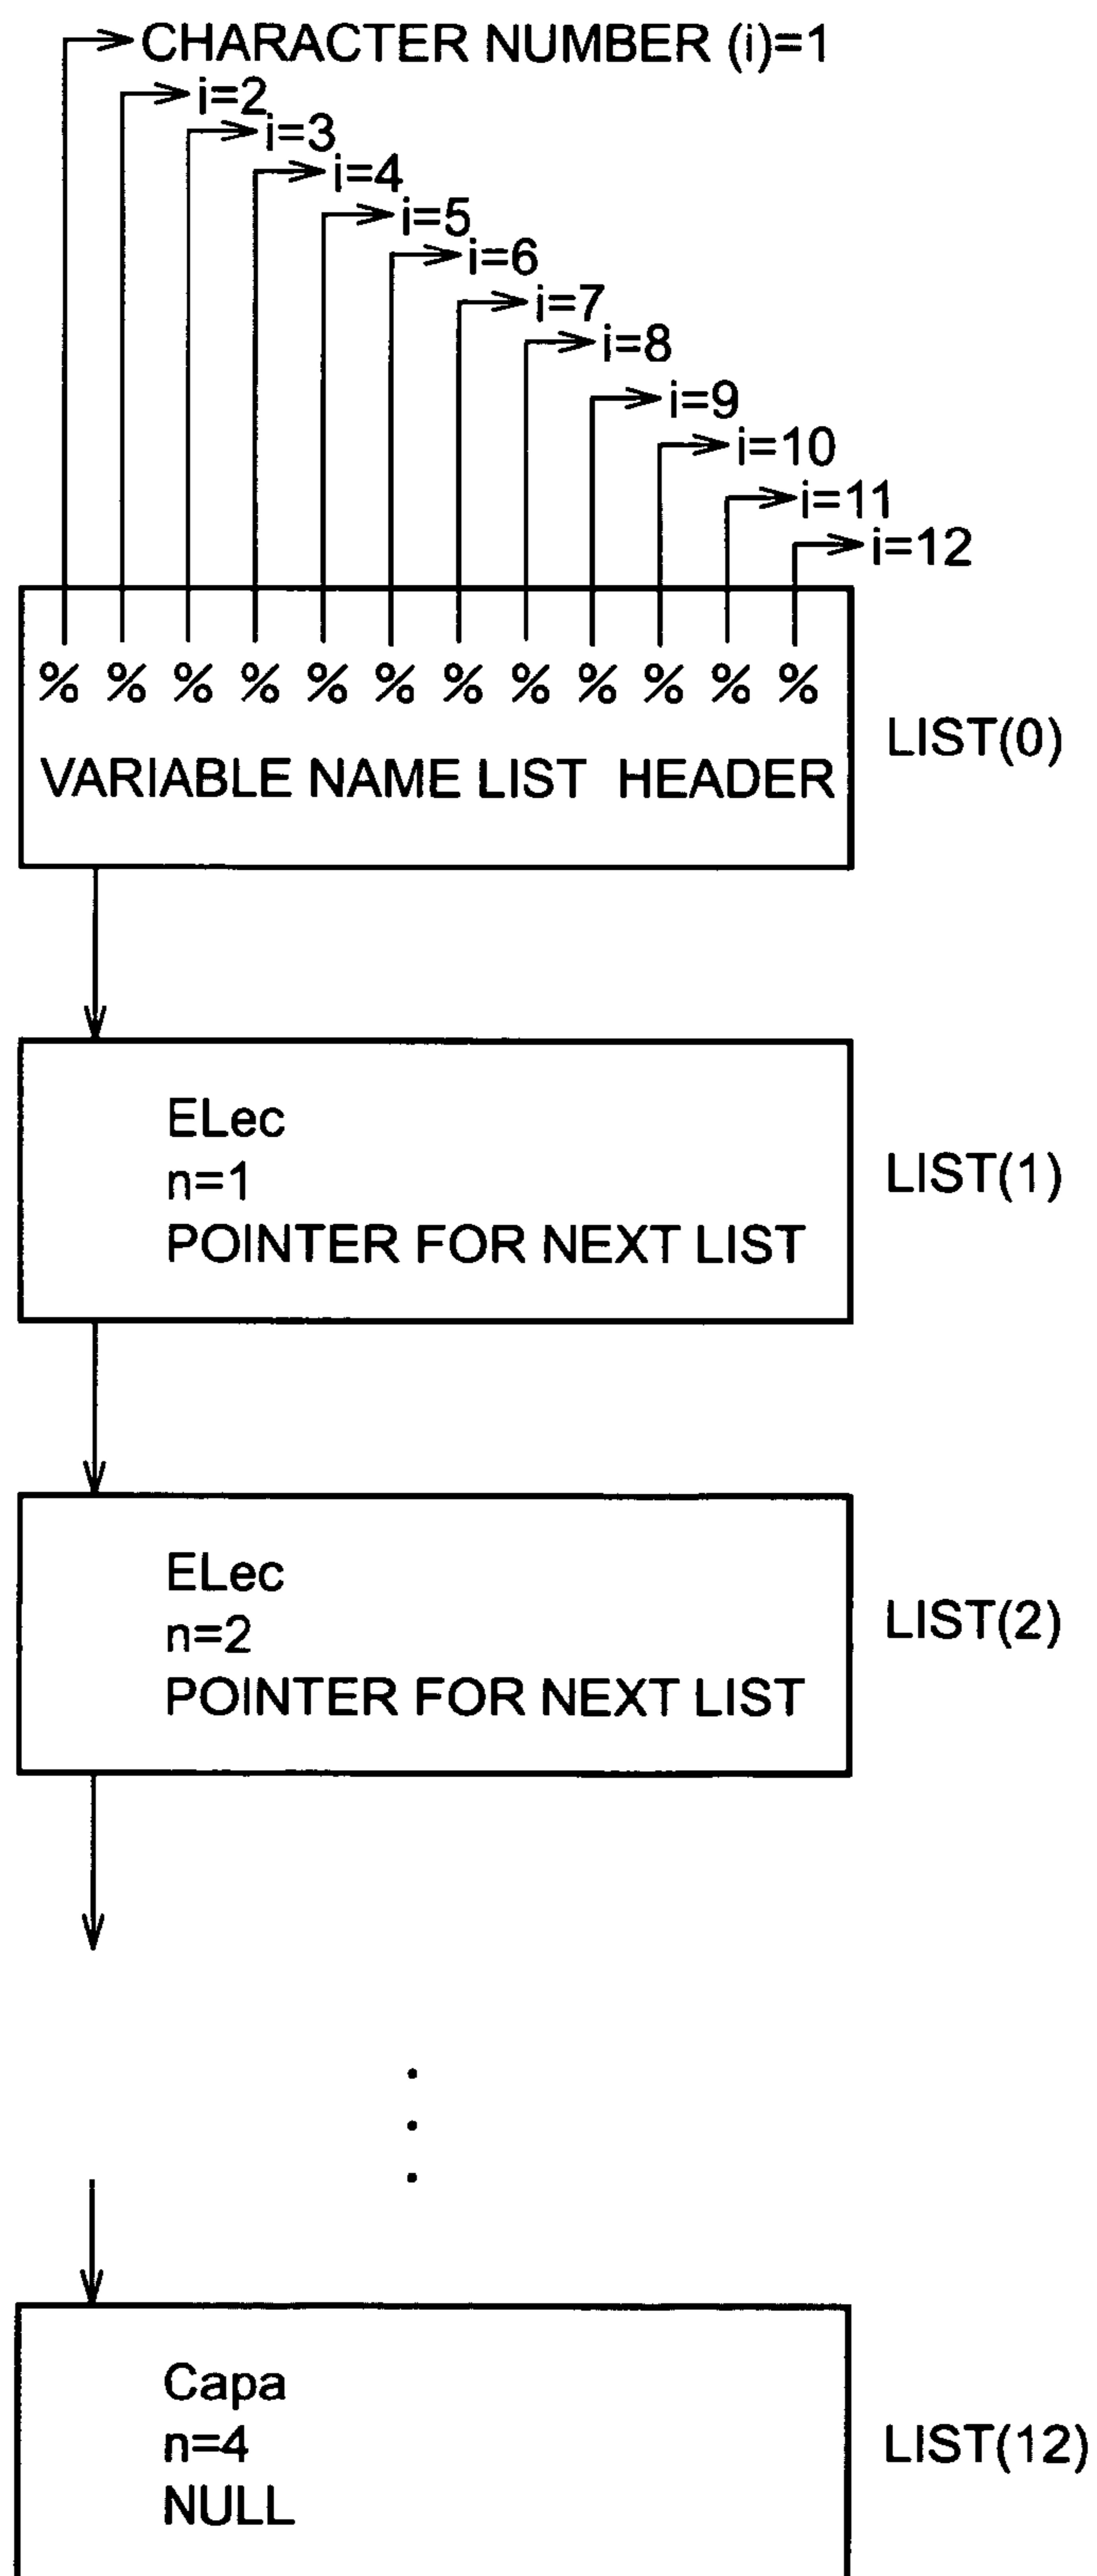 CHARACTER NUMBER (i)=1
i=2
i=3
i=4
i=5
i=6
i=7
i=8
i=9
i=10
i=11
i=12
% % % % % % % % % % % %
VARIABLE NAME LIST HEADER
LIST(0)
ELec
n=1
POINTER FOR NEXT LIST
LIST(1)
ELec
n=2
POINTER FOR NEXT LIST
LIST(2)
Capa
n=4
NULL
LIST(12)